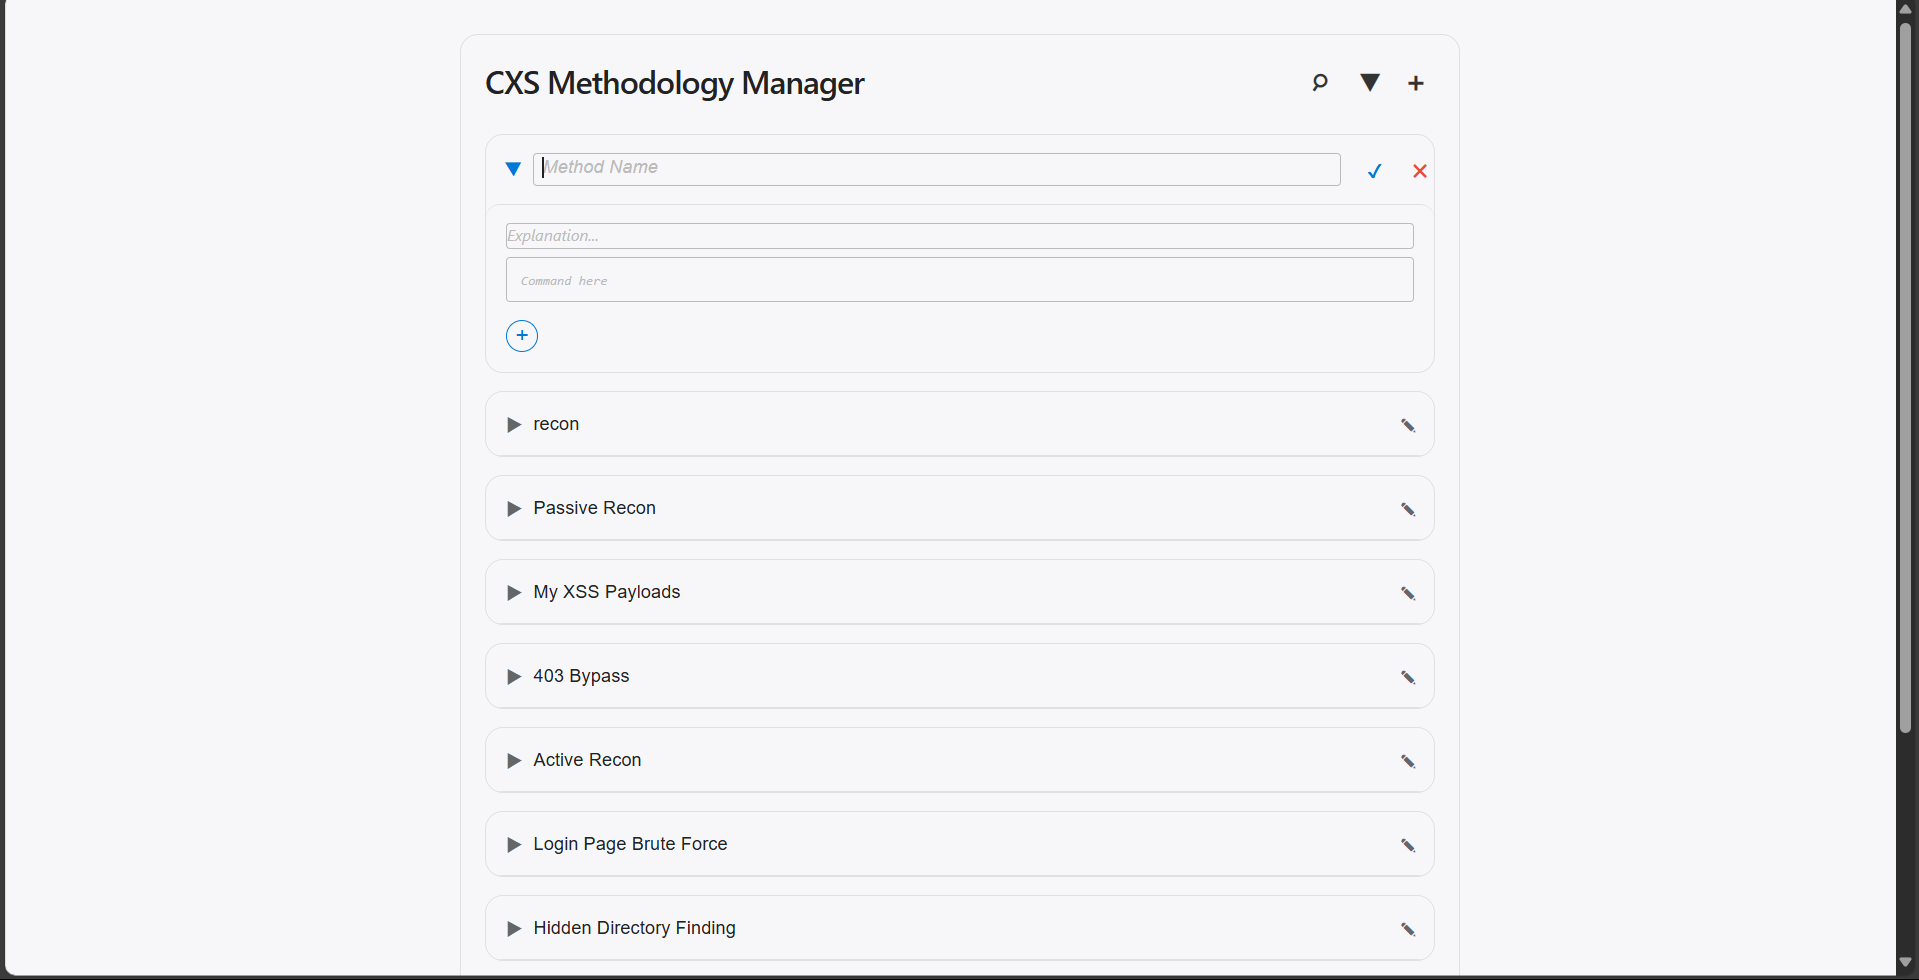 CXS Methodology Manager
Method Name
Explanation...
Command here
recon
Passive Recon
My XSS Payloads
403 Bypass
Active Recon
Login Page Brute Force
Hidden Directory Finding